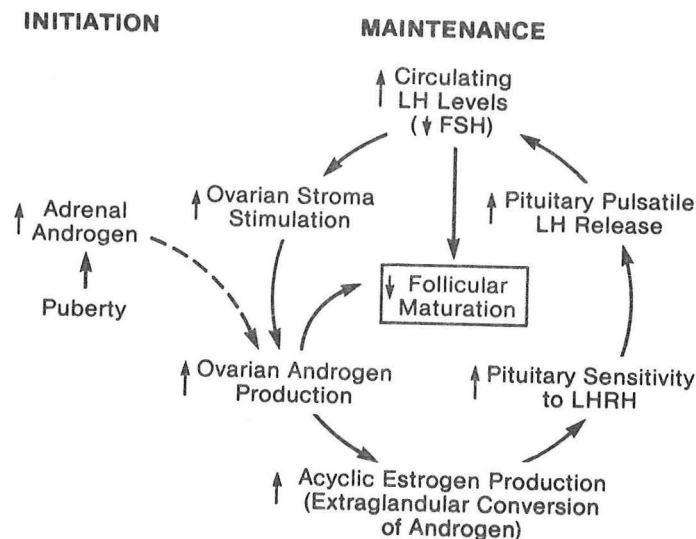 INITIATION
MAINTENANCE
↑ Circulating
LH Levels
(↓ FSH)
↑ Ovarian Stroma
Stimulation
↑ Pituitary Pulsatile
LH Release
↑ Adrenal
Androgen
Puberty
↓ Follicular
Maturation
↑ Ovarian Androgen
Production
↑ Pituitary Sensitivity
to LHRH
↑ Acyclic Estrogen Production
(Extraglandular Conversion
of Androgen)